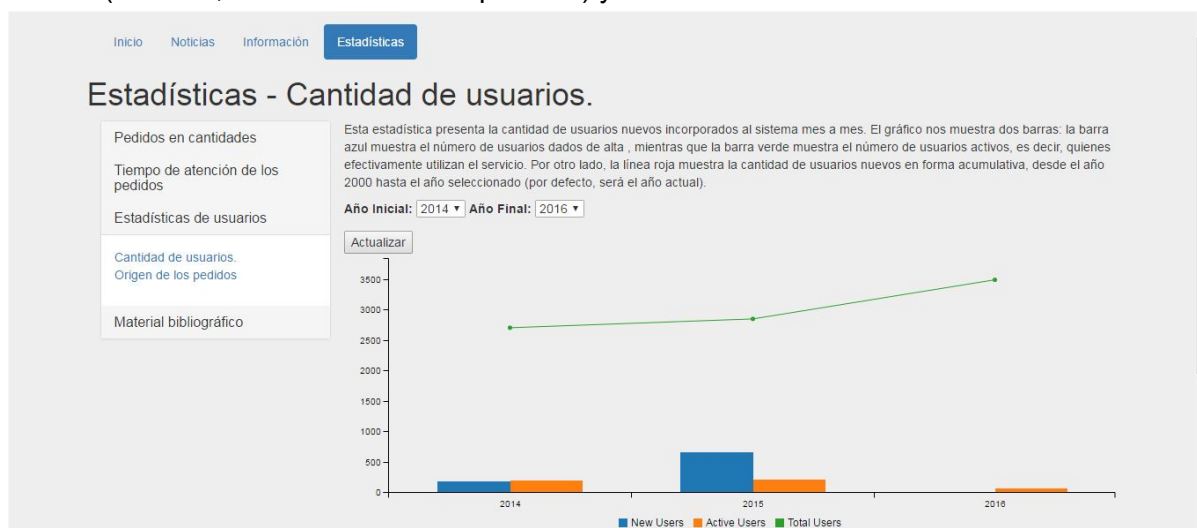 Inicio Noticias Información Estadísticas
Estadísticas - Cantidad de usuarios.
Pedidos en cantidades
Tiempo de atención de los
pedidos
Estadísticas de usuarios
Cantidad de usuarios.
Origen de los pedidos
Material bibliográfico
Esta estadística presenta la cantidad de usuarios nuevos incorporados al sistema mes a mes. El gráfico nos muestra dos barras: la barra
azul muestra el número de usuarios dados de alta , mientras que la barra verde muestra el número de usuarios activos, es decir, quienes
efectivamente utilizan el servicio. Por otro lado, la línea roja muestra la cantidad de usuarios nuevos en forma acumulativa, desde el año
2000 hasta el año seleccionado (por defecto, será el año actual).
Año Inicial: 2014 Año Final: 2016
Actualizar
3500
3000
2500
2000
1500
1000
500
0
2014 2015 2016
New Users Active Users Total Users